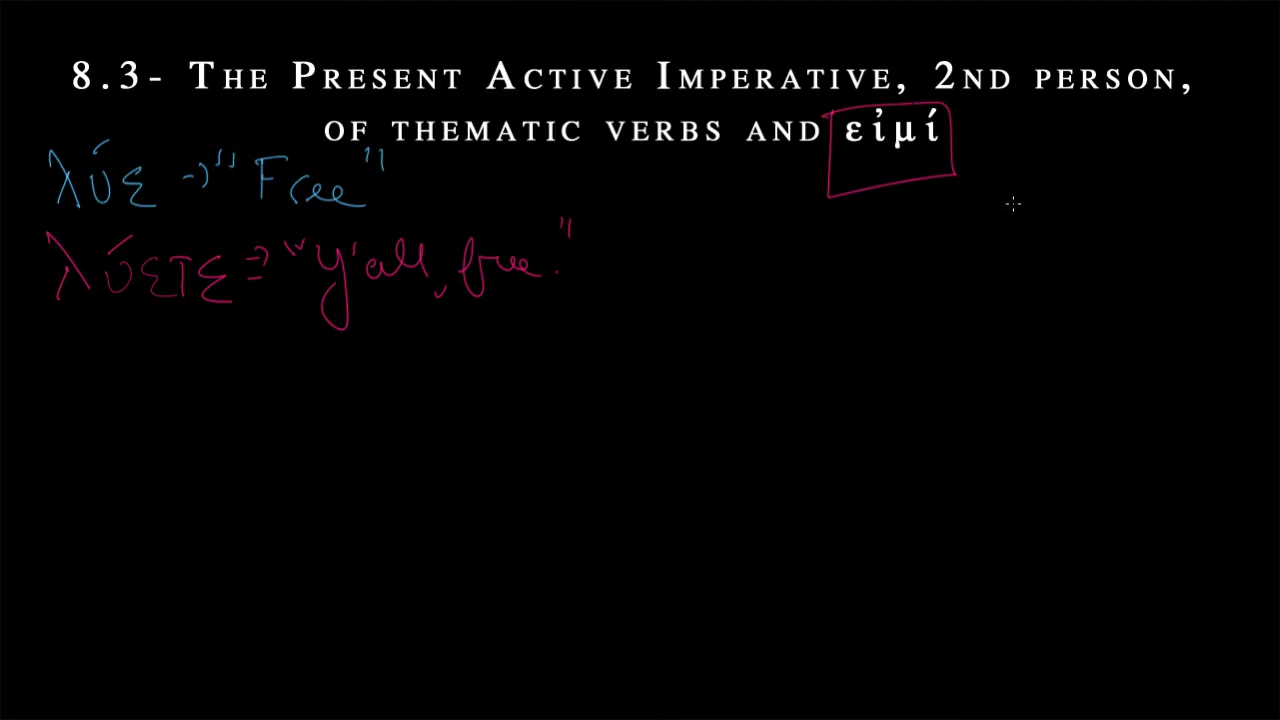 8.3- The Present Active Imperative, 2nd person,
of thematic verbs and εἰμί
λύε → "Free"
λύετε ⇒ "Y'all, free."